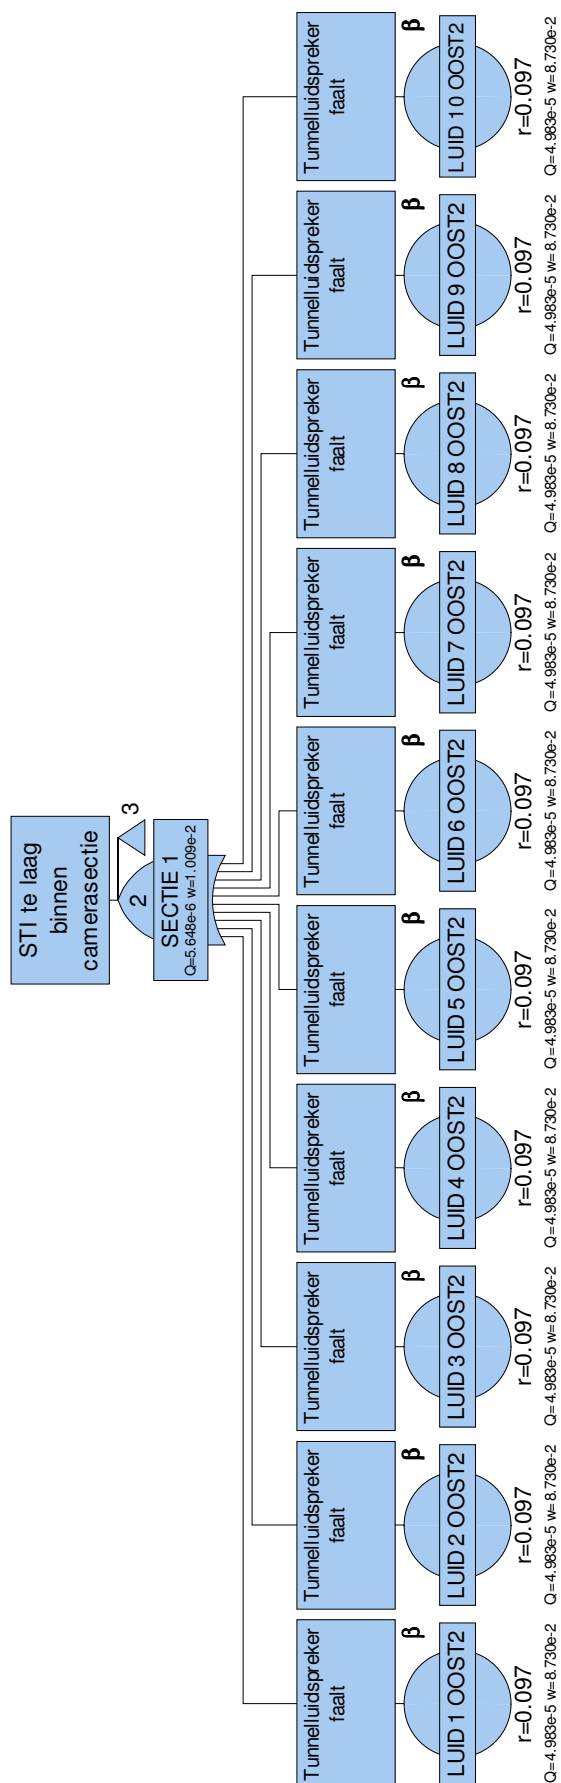 STI te laag
binnen
camerasectie
2
3
SECTIE 1
Q=5.648e-6 w=1.009e-2
Tunnelluidspreker
faalt
β
LUID 1 OOST2
r=0.097
Q=4.983e-5 w=8.730e-2
Tunnelluidspreker
faalt
β
LUID 2 OOST2
r=0.097
Q=4.983e-5 w=8.730e-2
Tunnelluidspreker
faalt
β
LUID 3 OOST2
r=0.097
Q=4.983e-5 w=8.730e-2
Tunnelluidspreker
faalt
β
LUID 4 OOST2
r=0.097
Q=4.983e-5 w=8.730e-2
Tunnelluidspreker
faalt
β
LUID 5 OOST2
r=0.097
Q=4.983e-5 w=8.730e-2
Tunnelluidspreker
faalt
β
LUID 6 OOST2
r=0.097
Q=4.983e-5 w=8.730e-2
Tunnelluidspreker
faalt
β
LUID 7 OOST2
r=0.097
Q=4.983e-5 w=8.730e-2
Tunnelluidspreker
faalt
β
LUID 8 OOST2
r=0.097
Q=4.983e-5 w=8.730e-2
Tunnelluidspreker
faalt
β
LUID 9 OOST2
r=0.097
Q=4.983e-5 w=8.730e-2
Tunnelluidspreker
faalt
β
LUID 10 OOST2
r=0.097
Q=4.983e-5 w=8.730e-2